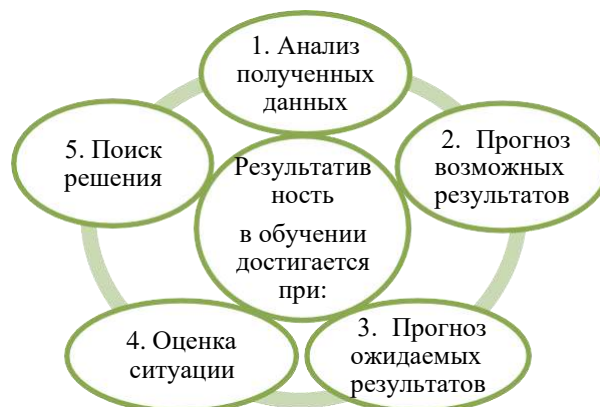 1. Анализ
полученных
данных
2. Прогноз
возможных
результатов
3. Прогноз
ожидаемых
результатов
4. Оценка
ситуации
5. Поиск
решения
Результатив
ность
в обучении
достигается
при: